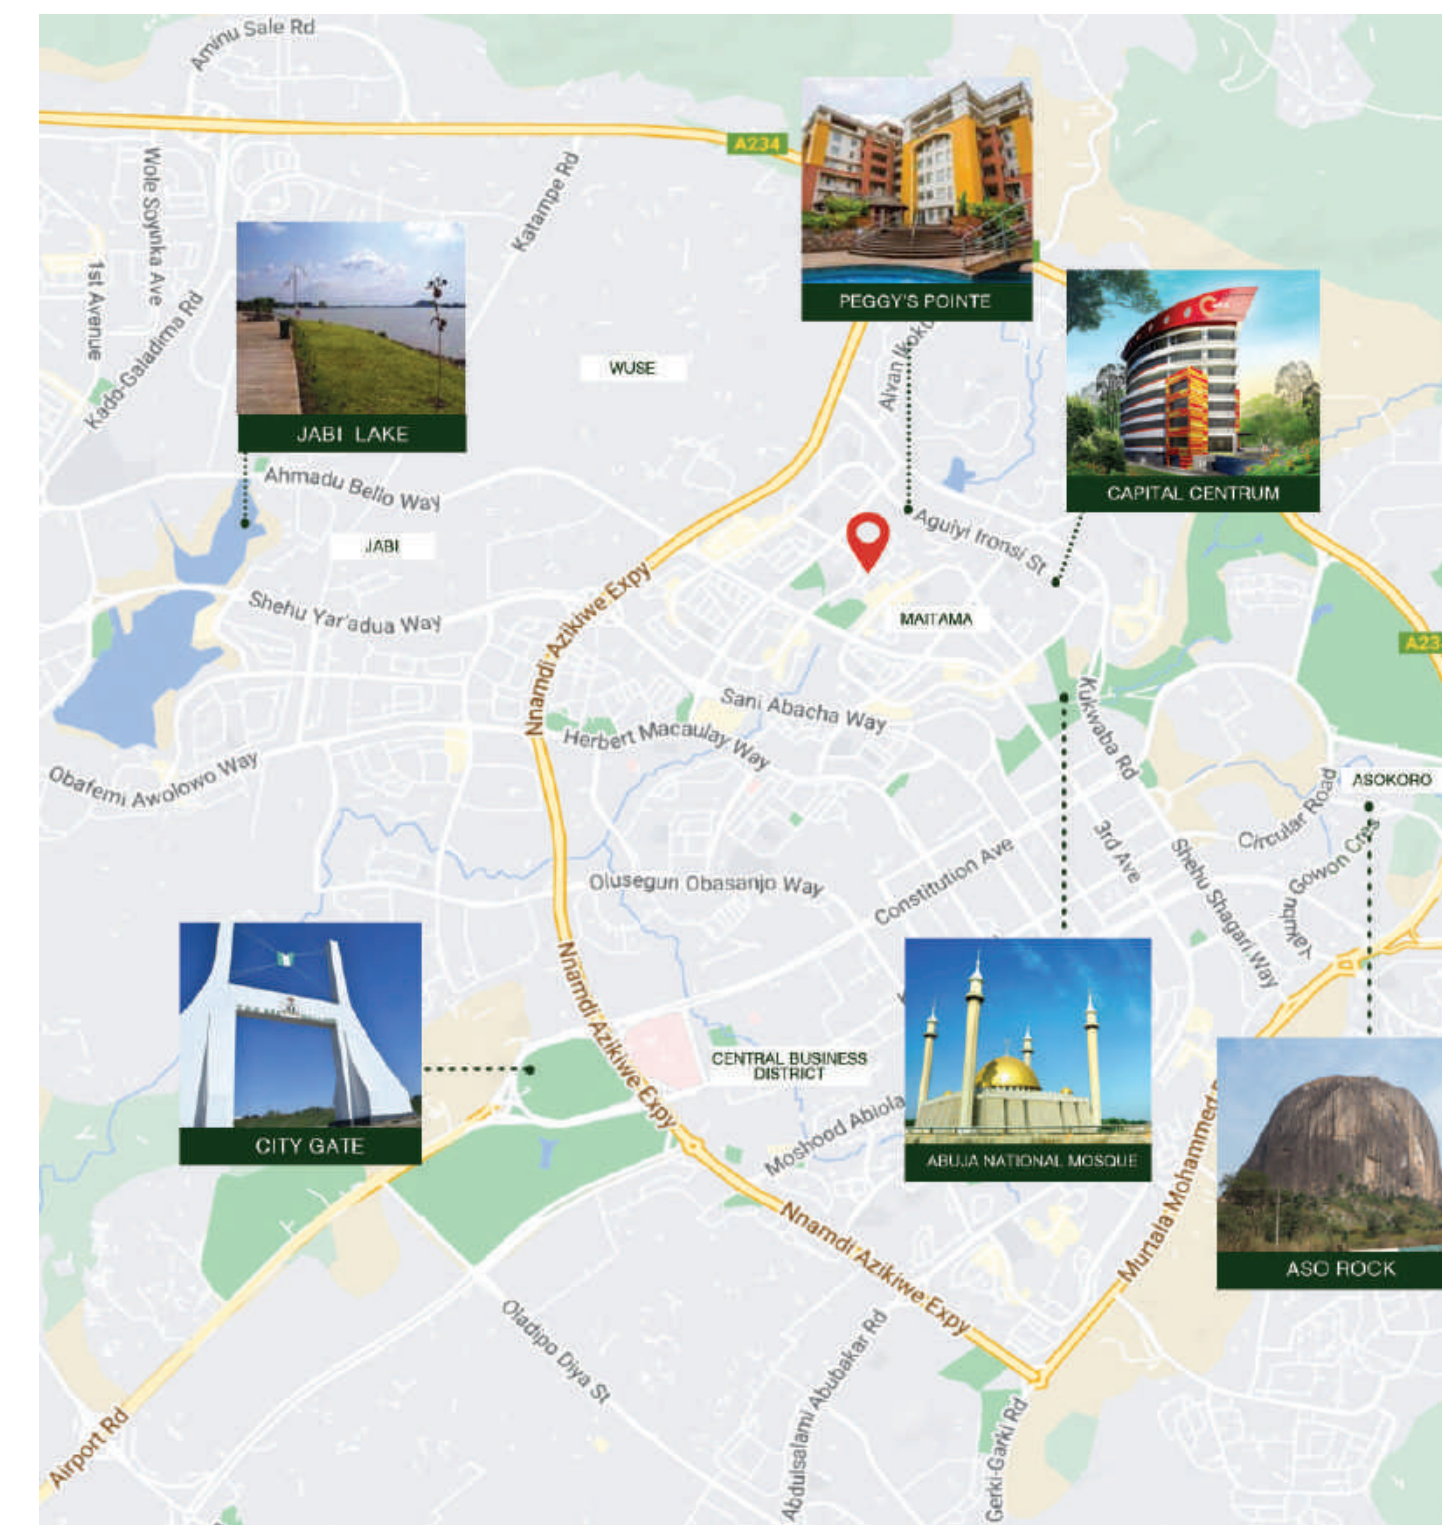 Aminu Sale Rd
A234
Katampe Rd
Wole Soyinka Ave
1st Avenue
Kado-Galadima Rd
PEGGY'S POINTE
Alvan Ikoku
WUSE
JABI LAKE
CAPITAL CENTRUM
Ahmadu Bello Way
JABI
Aguiyi Ironsi St
Shehu Yar'adua Way
Nnamdi Azikiwe Expy
MAITAMA
Sani Abacha Way
Herbert Macaulay Way
Kukwaba Rd
Obafemi Awolowo Way
ASOKORO
Circular Road
3rd Ave
Shehu Shagari Way
Yakubu Gowon Cres
Olusegun Obasanjo Way
Constitution Ave
Nnamdi Azikiwe Expy
CENTRAL BUSINESS
DISTRICT
CITY GATE
Moshood Abiola
ABUJA NATIONAL MOSQUE
Murtala Mohammed
Nnamdi Azikiwe Expy
ASO ROCK
Oladipo Diya St
Abdulsalami Abubakar Rd
Airport Rd
Gerki-Garki Rd